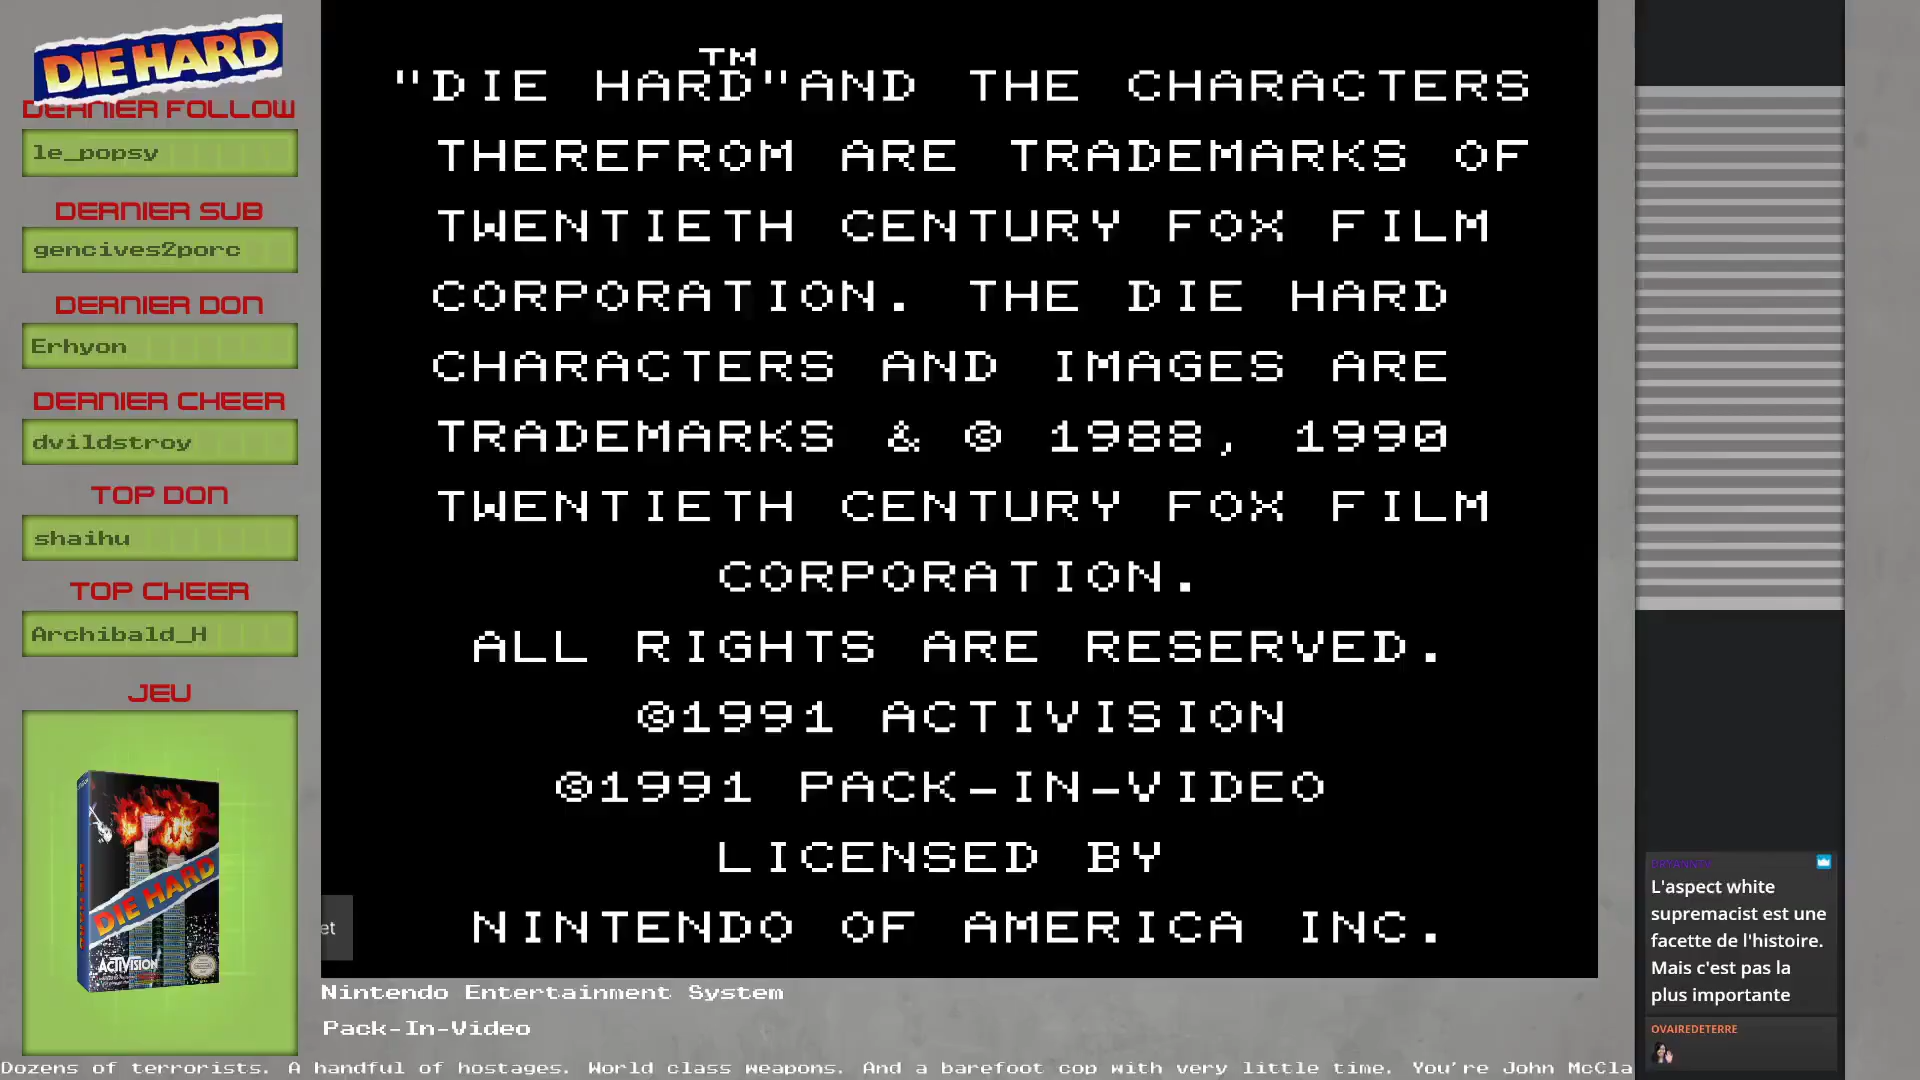 DIE HARD
DERNIER FOLLOW
le_popsy
DERNIER SUB
gencives2porc
DERNIER DON
Erhyon
DERNIER CHEER
dvildstroy
TOP DON
shaihu
TOP CHEER
Archibald_H
JEU
DIE HARD
ACTIVISION
"DIE HARD™"AND THE CHARACTERS
THEREFROM ARE TRADEMARKS OF
TWENTIETH CENTURY FOX FILM
CORPORATION. THE DIE HARD
CHARACTERS AND IMAGES ARE
TRADEMARKS & © 1988, 1990
TWENTIETH CENTURY FOX FILM
CORPORATION.
ALL RIGHTS ARE RESERVED.
©1991 ACTIVISION
©1991 PACK-IN-VIDEO
LICENSED BY
NINTENDO OF AMERICA INC.
et
Nintendo Entertainment System
Pack-In-Video
L'aspect white
supremacist est une
facette de l'histoire.
Mais c'est pas la
plus importante
OVAIREDETERRE
Dozens of terrorists. A handful of hostages. World class weapons. And a barefoot cop with very little time. You're John McCla